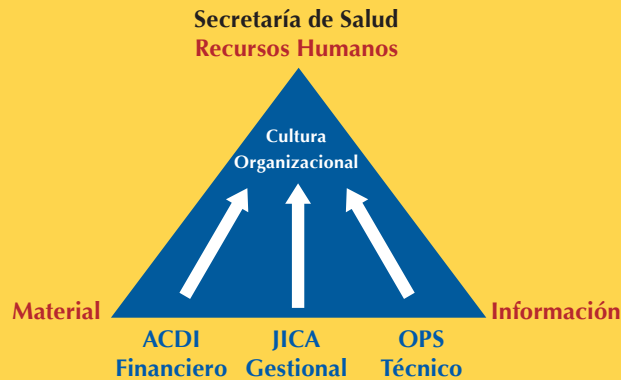 Secretaría de Salud
Recursos Humanos
Cultura
Organizacional
Material
Información
ACDI JICA OPS
Financiero Gestional Técnico